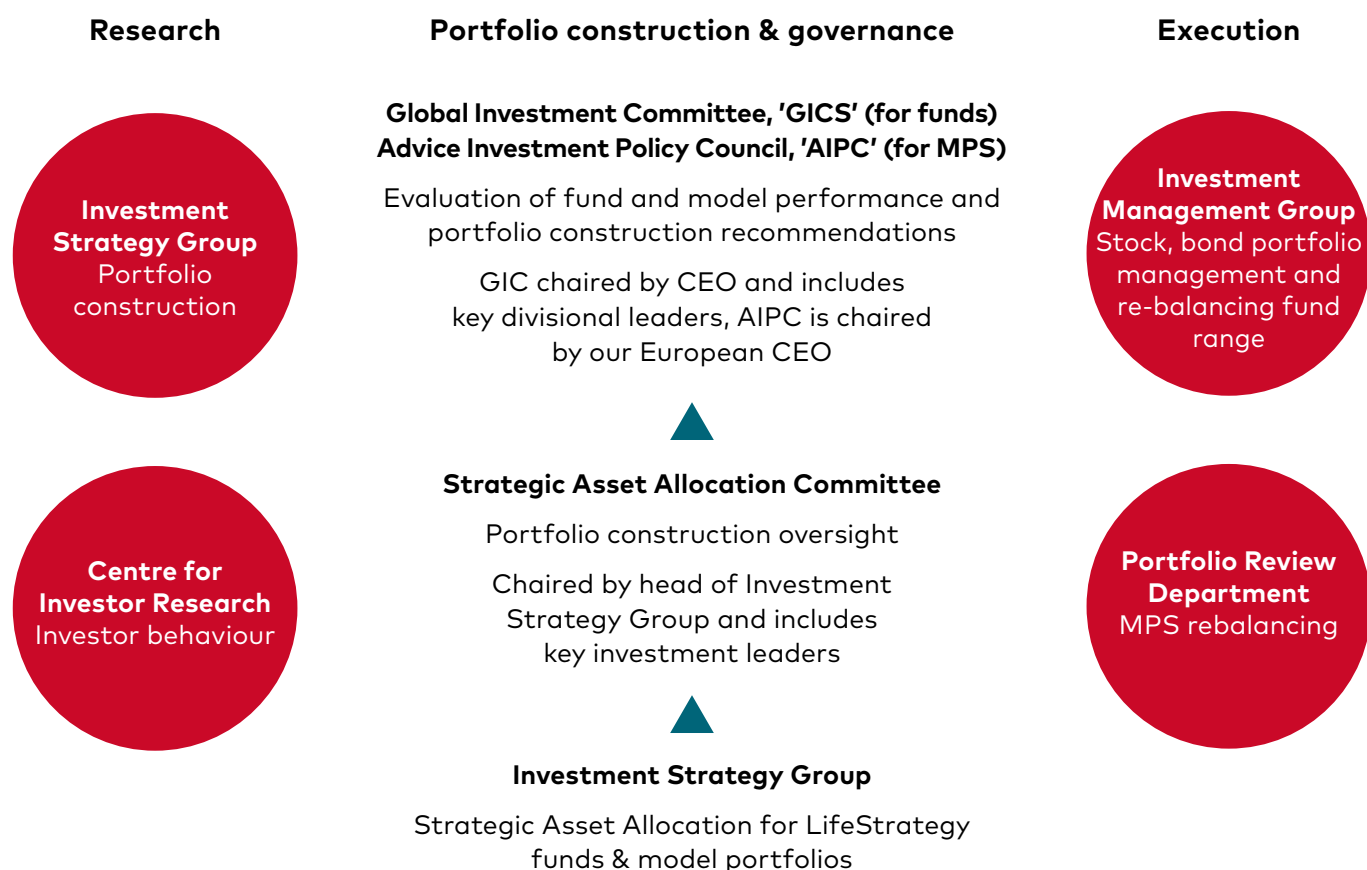 Research
Investment
Strategy Group
Portfolio
construction
Centre for
Investor Research
Investor behaviour
Portfolio construction & governance
Global Investment Committee, ’GICS’ (for funds)
Advice Investment Policy Council, ’AIPC’ (for MPS)
Evaluation of fund and model performance and
portfolio construction recommendations
GIC chaired by CEO and includes
key divisional leaders, AIPC is chaired
by our European CEO
Strategic Asset Allocation Committee
Portfolio construction oversight
Chaired by head of Investment
Strategy Group and includes
key investment leaders
Investment Strategy Group
Strategic Asset Allocation for LifeStrategy
funds & model portfolios
Execution
Investment
Management Group
Stock, bond portfolio
management and
re-balancing fund
range
Portfolio Review
Department
MPS rebalancing